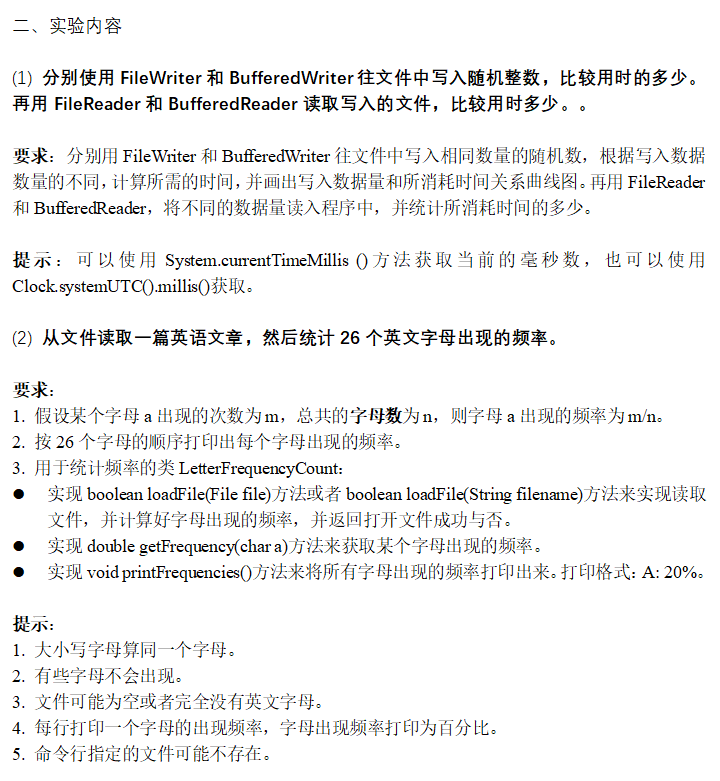 二、实验内容
(1) 分别使用 FileWriter 和 BufferedWriter 往文件中写入随机整数，比较用时的多少。
再用 FileReader 和 BufferedReader 读取写入的文件，比较用时多少。。
要求：分别用 FileWriter 和 BufferedWriter 往文件中写入相同数量的随机数，根据写入数据
数量的不同，计算所需的时间，并画出写入数据量和所消耗时间关系曲线图。再用 FileReader
和 BufferedReader，将不同的数据量读入程序中，并统计所消耗时间的多少。
提示：可以使用 System.currentTimeMillis ()方法获取当前的毫秒数，也可以使用
Clock.systemUTC().millis()获取。
(2) 从文件读取一篇英语文章，然后统计 26 个英文字母出现的频率。
要求：
1. 假设某个字母 a 出现的次数为 m，总共的字母数为 n，则字母 a 出现的频率为 m/n。
2. 按 26 个字母的顺序打印出每个字母出现的频率。
3. 用于统计频率的类 LetterFrequencyCount：
● 实现 boolean loadFile(File file)方法或者 boolean loadFile(String filename)方法来实现读取
文件，并计算好字母出现的频率，并返回打开文件成功与否。
● 实现 double getFrequency(char a)方法来获取某个字母出现的频率。
● 实现 void printFrequencies()方法来将所有字母出现的频率打印出来。打印格式：A: 20%。
提示：
1. 大小写字母算同一个字母。
2. 有些字母不会出现。
3. 文件可能为空或者完全没有英文字母。
4. 每行打印一个字母的出现频率，字母出现频率打印为百分比。
5. 命令行指定的文件可能不存在。